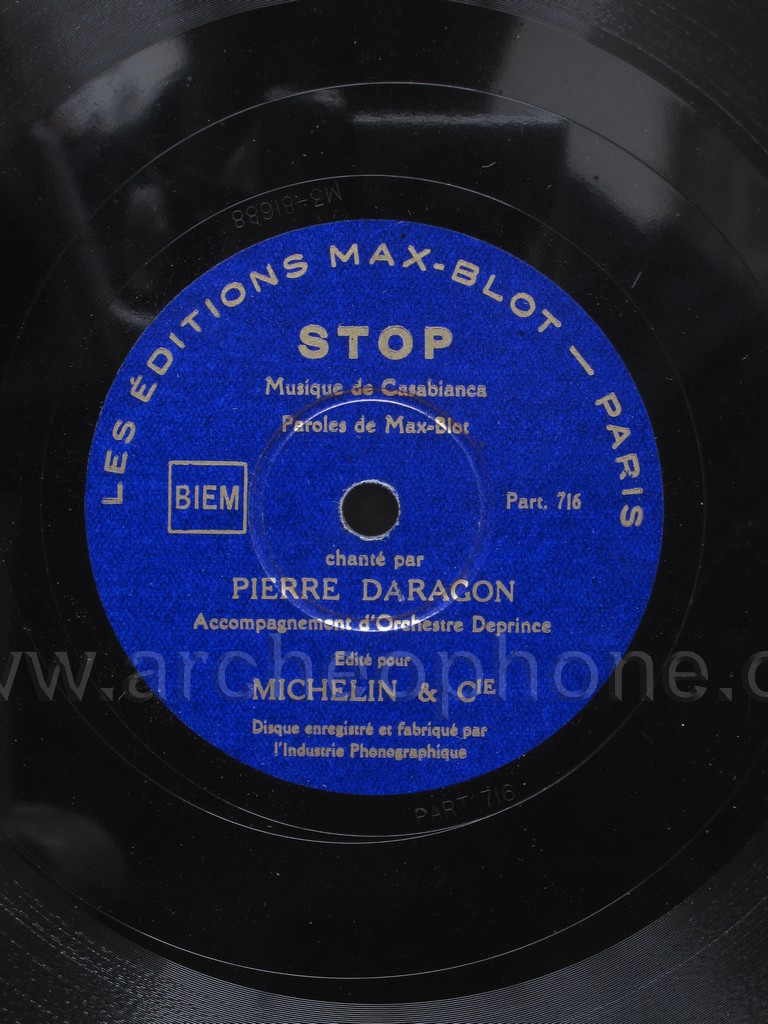 M3-81688
LES ÉDITIONS MAX-BLOT — PARIS
STOP
Musique de Casabianca
Paroles de Max-Blot
BIEM
Part. 716
chanté par
PIERRE DARAGON
Accompagnement d'Orchestre Deprince
Edité pour
MICHELIN & CIE
Disque enregistré et fabriqué par
l'Industrie Phonographique
PART 716
www.archeophone.c